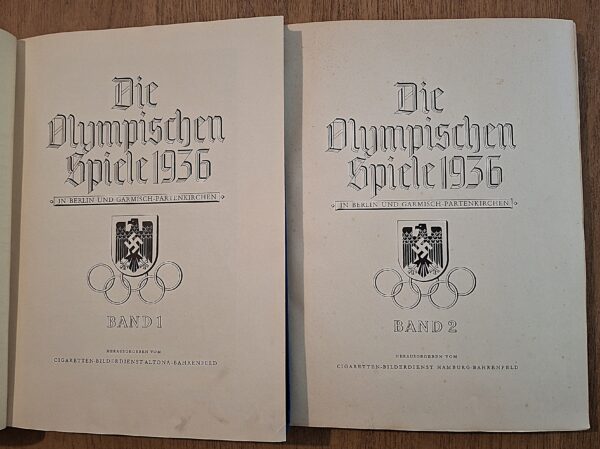 Die
Olympischen
Spiele 1936
IN BERLIN UND GARMISCH-PARTENKIRCHEN
BAND 1
HERAUSGEGEBEN VOM
CIGARETTEN-BILDERDIENST ALTONA-BAHRENFELD
Die
Olympischen
Spiele 1936
IN BERLIN UND GARMISCH-PARTENKIRCHEN
BAND 2
HERAUSGEGEBEN VOM
CIGARETTEN-BILDERDIENST HAMBURG-BAHRENFELD